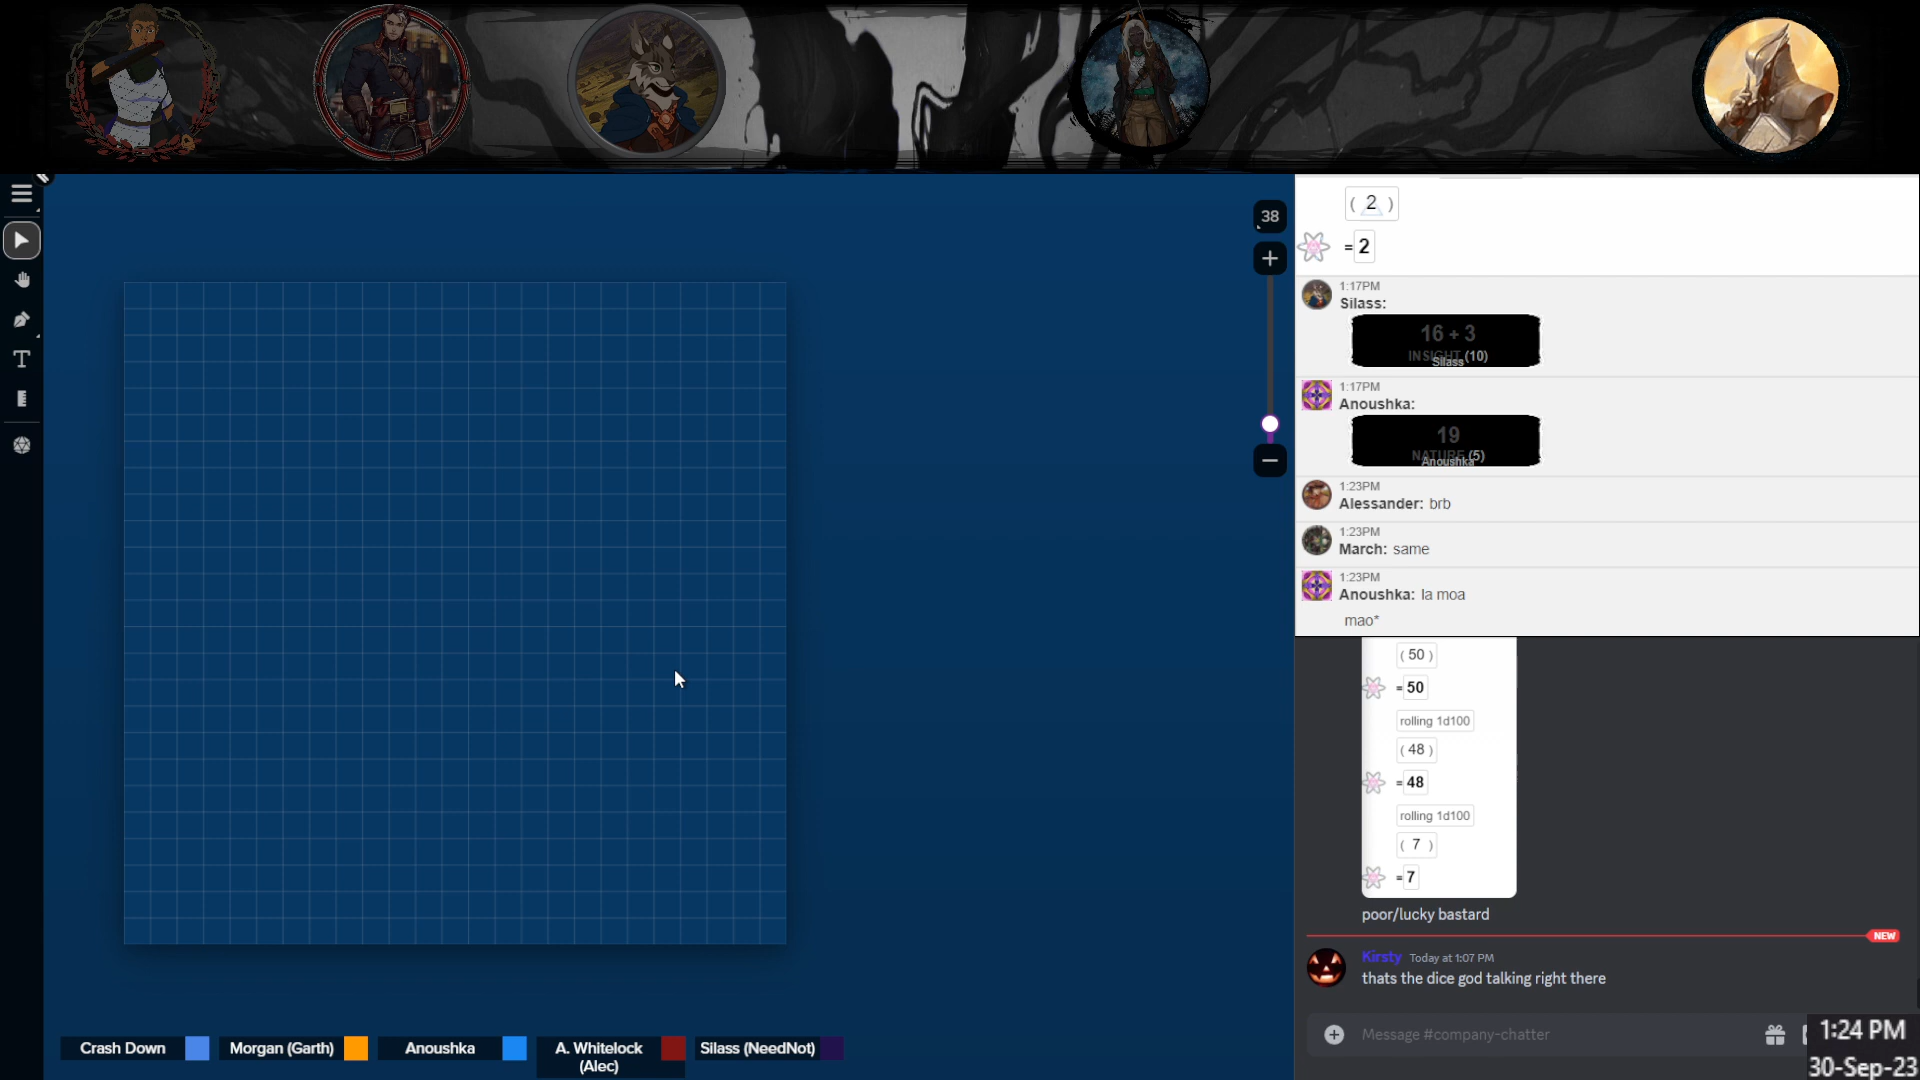 38
( 2 )
= 2
1:17PM
Silass:
16 + 3
INSIGHT (10)
Silass
1:17PM
Anoushka:
19
NATURE (5)
Anoushka
1:23PM
Alessander: brb
1:23PM
March: same
1:23PM
Anoushka: la moa
mao*
( 50 )
= 50
rolling 1d100
( 48 )
= 48
rolling 1d100
( 7 )
= 7
poor/lucky bastard
NEW
Kirsty Today at 1:07 PM
thats the dice god talking right there
Message #company-chatter
Crash Down
Morgan (Garth)
Anoushka
A. Whitelock
(Alec)
Silass (NeedNot)
1:24 PM
30-Sep-23